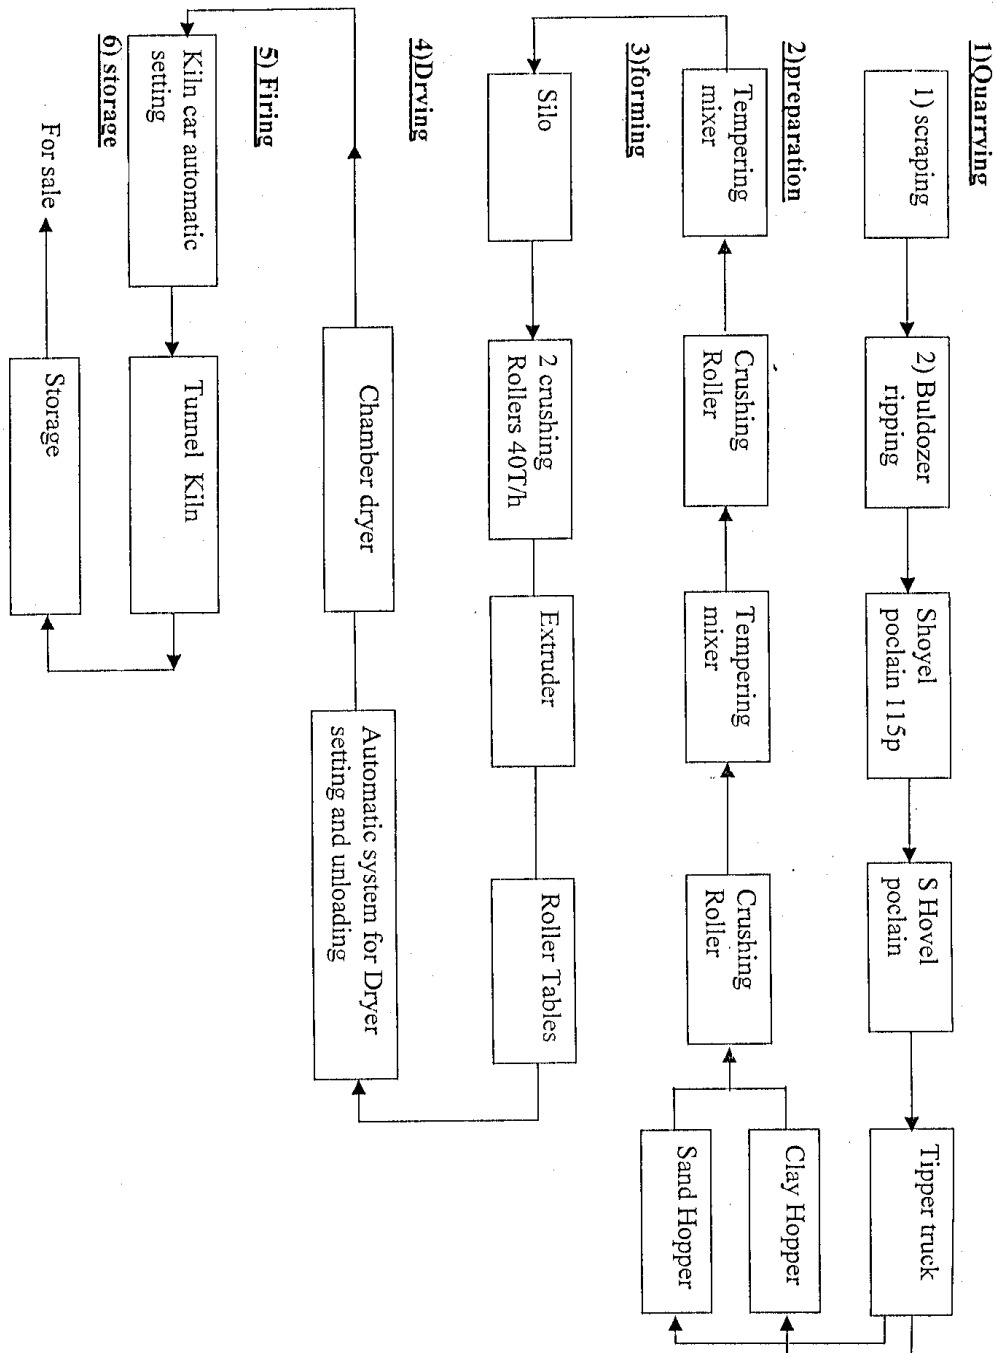 1)Quarrying
1) scraping
2) Buldozer
ripping
Shoyel
poclain 115p
S Hovel
poclain
Tipper truck
2)preparation
Tempering
mixer
Crushing
Roller
Tempering
mixer
Crushing
Roller
Clay Hopper
Sand Hopper
3)forming
Silo
2 crushing
Rollers 40T/h
Extruder
Roller Tables
4)Drving
Chamber dryer
Automatic system for Dryer
setting and unloading
5) Firing
Kiln car automatic
setting
Tunnel Kiln
6) storage
Storage
For sale